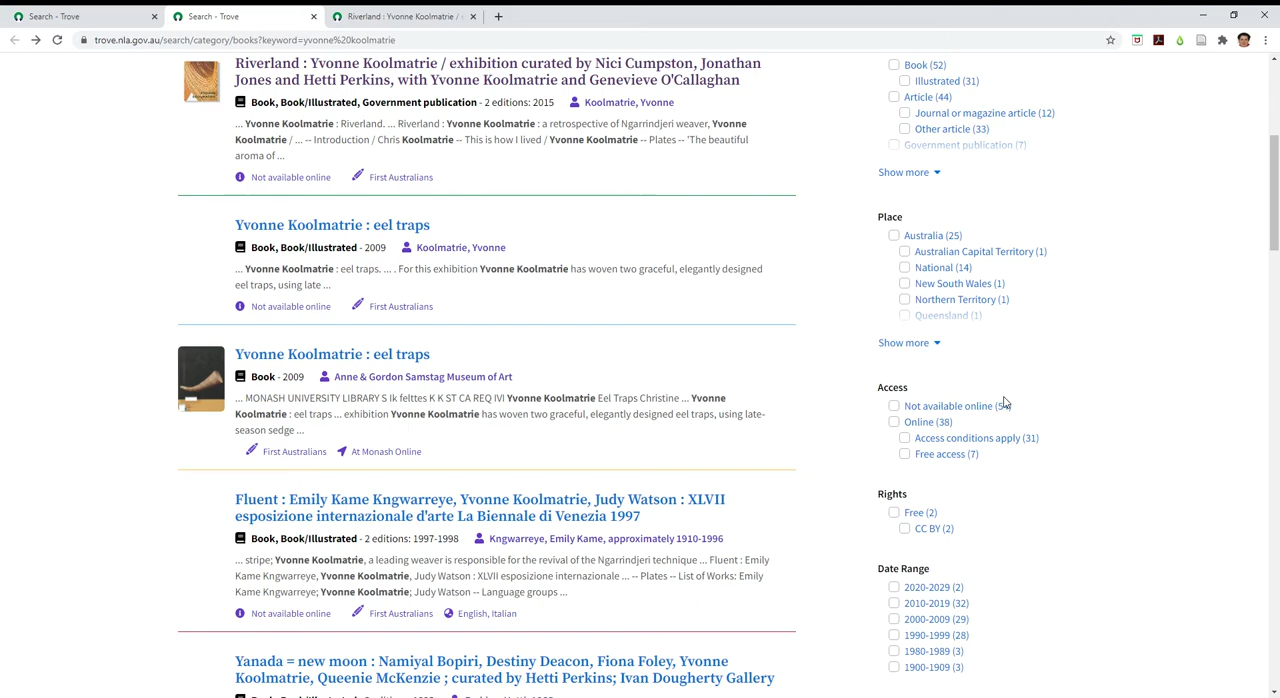 Search - Trove
Search - Trove
Riverland : Yvonne Koolmatrie / e
trove.nla.gov.au/search/category/books?keyword=yvonne%20koolmatrie
Riverland : Yvonne Koolmatrie / exhibition curated by Nici Cumpston, Jonathan
Jones and Hetti Perkins, with Yvonne Koolmatrie and Genevieve O'Callaghan
Book, Book/Illustrated, Government publication - 2 editions: 2015 Koolmatrie, Yvonne
... Yvonne Koolmatrie : Riverland. ... Riverland : Yvonne Koolmatrie : a retrospective of Ngarrindjeri weaver, Yvonne
Koolmatrie / ... -- Introduction / Chris Koolmatrie -- This is how I lived / Yvonne Koolmatrie -- Plates -- 'The beautiful
aroma of ...
Not available online First Australians
Yvonne Koolmatrie : eel traps
Book, Book/Illustrated - 2009 Koolmatrie, Yvonne
... Yvonne Koolmatrie : eel traps. ... . For this exhibition Yvonne Koolmatrie has woven two graceful, elegantly designed
eel traps, using late ...
Not available online First Australians
Yvonne Koolmatrie : eel traps
Book - 2009 Anne & Gordon Samstag Museum of Art
... MONASH UNIVERSITY LIBRARY S Ik felttes K K ST CA REQ IVI Yvonne Koolmatrie Eel Traps Christine ... Yvonne
Koolmatrie : eel traps ... exhibition Yvonne Koolmatrie has woven two graceful, elegantly designed eel traps, using late-
season sedge ...
First Australians At Monash Online
Fluent : Emily Kame Kngwarreye, Yvonne Koolmatrie, Judy Watson : XLVII
esposizione internazionale d'arte La Biennale di Venezia 1997
Book, Book/Illustrated - 2 editions: 1997-1998 Kngwarreye, Emily Kame, approximately 1910-1996
... stripe; Yvonne Koolmatrie, a leading weaver is responsible for the revival of the Ngarrindjeri technique ... Fluent : Emily
Kame Kngwarreye, Yvonne Koolmatrie, Judy Watson : XLVII esposizione internazionale ... -- Plates -- List of Works: Emily
Kame Kngwarreye; Yvonne Koolmatrie; Judy Watson -- Language groups ...
Not available online First Australians English, Italian
Yanada = new moon : Namiyal Bopiri, Destiny Deacon, Fiona Foley, Yvonne
Koolmatrie, Queenie McKenzie ; curated by Hetti Perkins; Ivan Dougherty Gallery
Book (52)
Illustrated (31)
Article (44)
Journal or magazine article (12)
Other article (33)
Government publication (7)
Show more
Place
Australia (25)
Australian Capital Territory (1)
National (14)
New South Wales (1)
Northern Territory (1)
Queensland (1)
Show more
Access
Not available online
Online (38)
Access conditions apply (31)
Free access (7)
Rights
Free (2)
CC BY (2)
Date Range
2020-2029 (2)
2010-2019 (32)
2000-2009 (29)
1990-1999 (28)
1980-1989 (3)
1900-1909 (3)